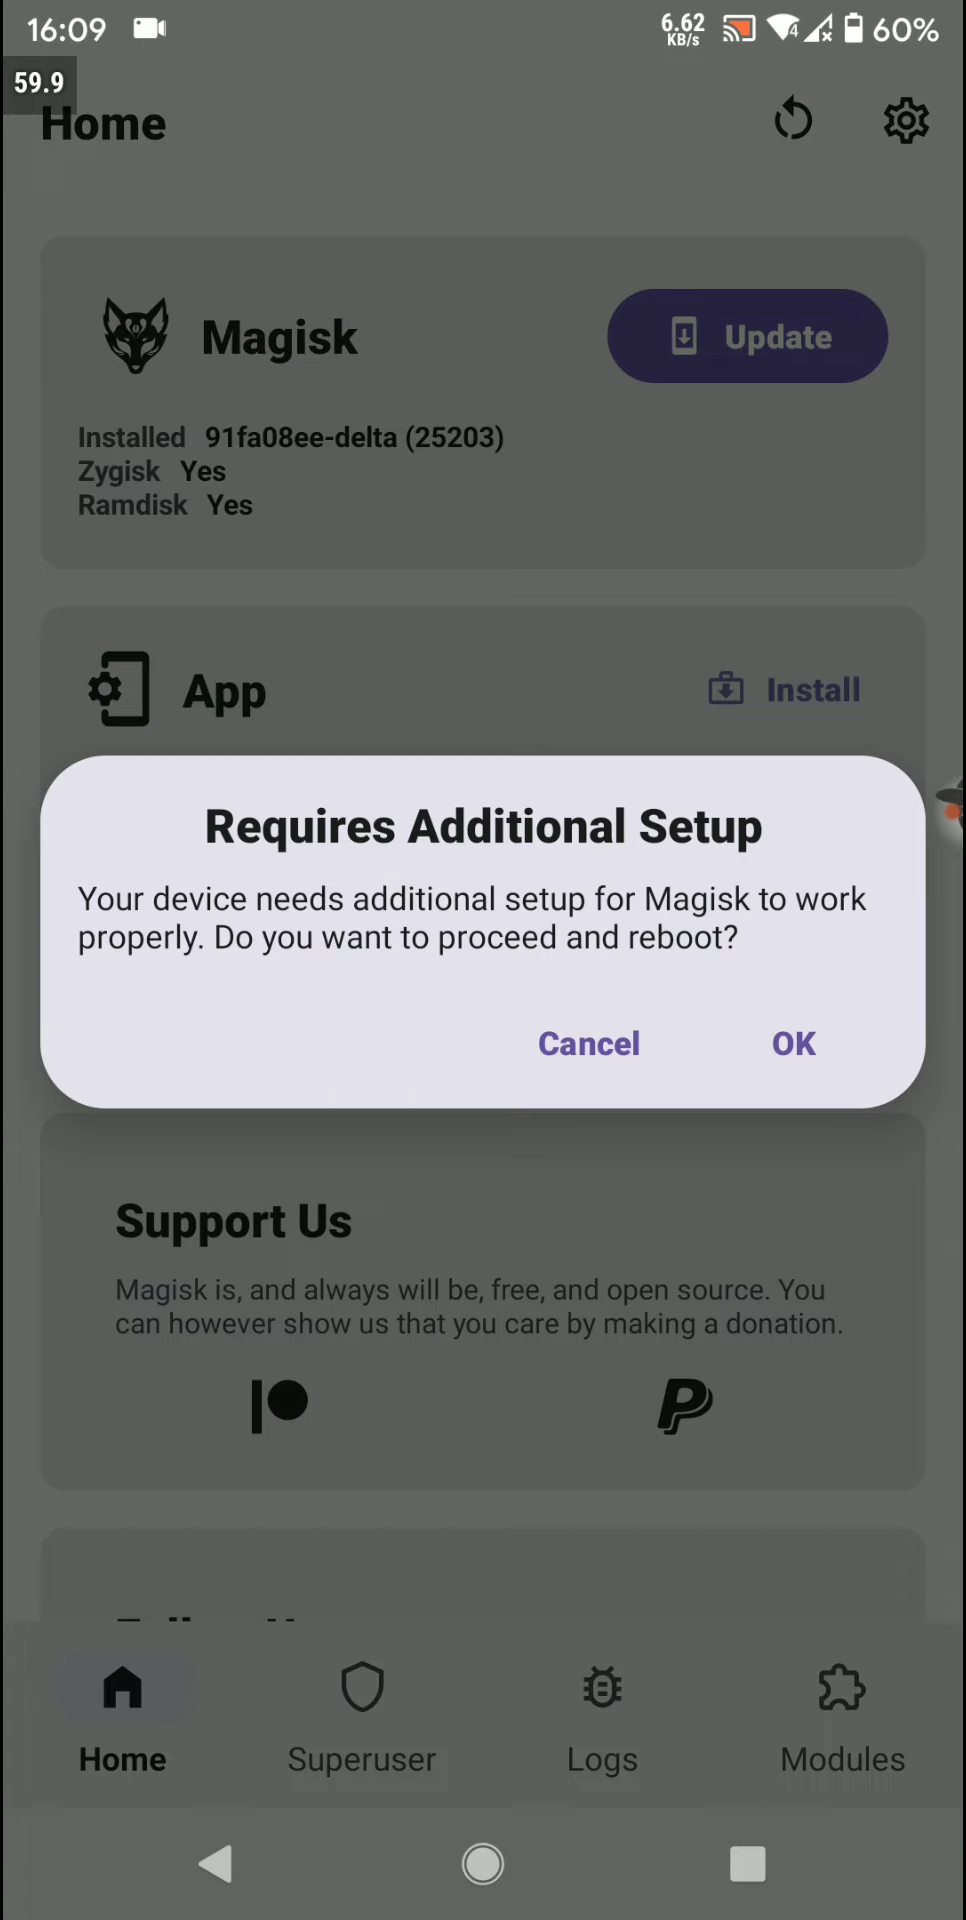 16:09
6.62
KB/s
4
60%
59.9
Home
Magisk
Update
Installed 91fa08ee-delta (25203)
Zygisk Yes
Ramdisk Yes
App
Install
Requires Additional Setup
Your device needs additional setup for Magisk to work
properly. Do you want to proceed and reboot?
Cancel
OK
Support Us
Magisk is, and always will be, free, and open source. You
can however show us that you care by making a donation.
Home
Superuser
Logs
Modules